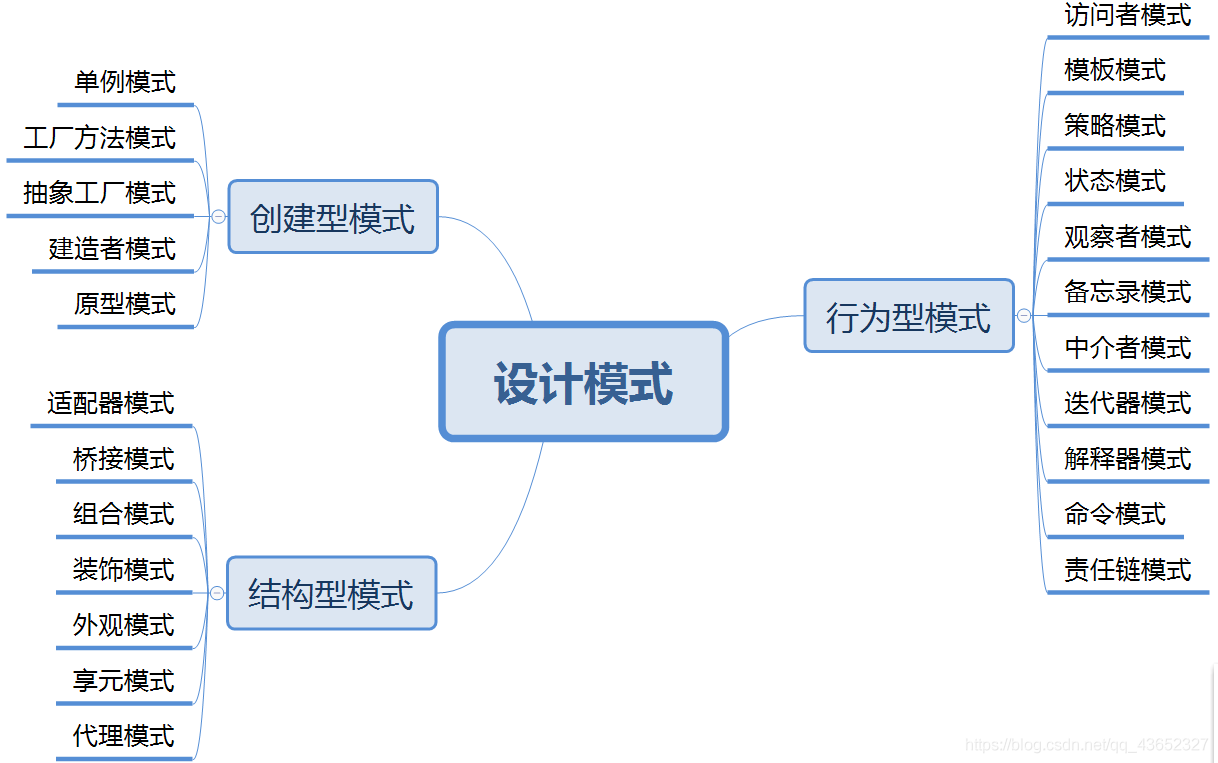 设计模式
创建型模式
单例模式
工厂方法模式
抽象工厂模式
建造者模式
原型模式
结构型模式
适配器模式
桥接模式
组合模式
装饰模式
外观模式
享元模式
代理模式
行为型模式
访问者模式
模板模式
策略模式
状态模式
观察者模式
备忘录模式
中介者模式
迭代器模式
解释器模式
命令模式
责任链模式
https://blog.csdn.net/qq_43652327